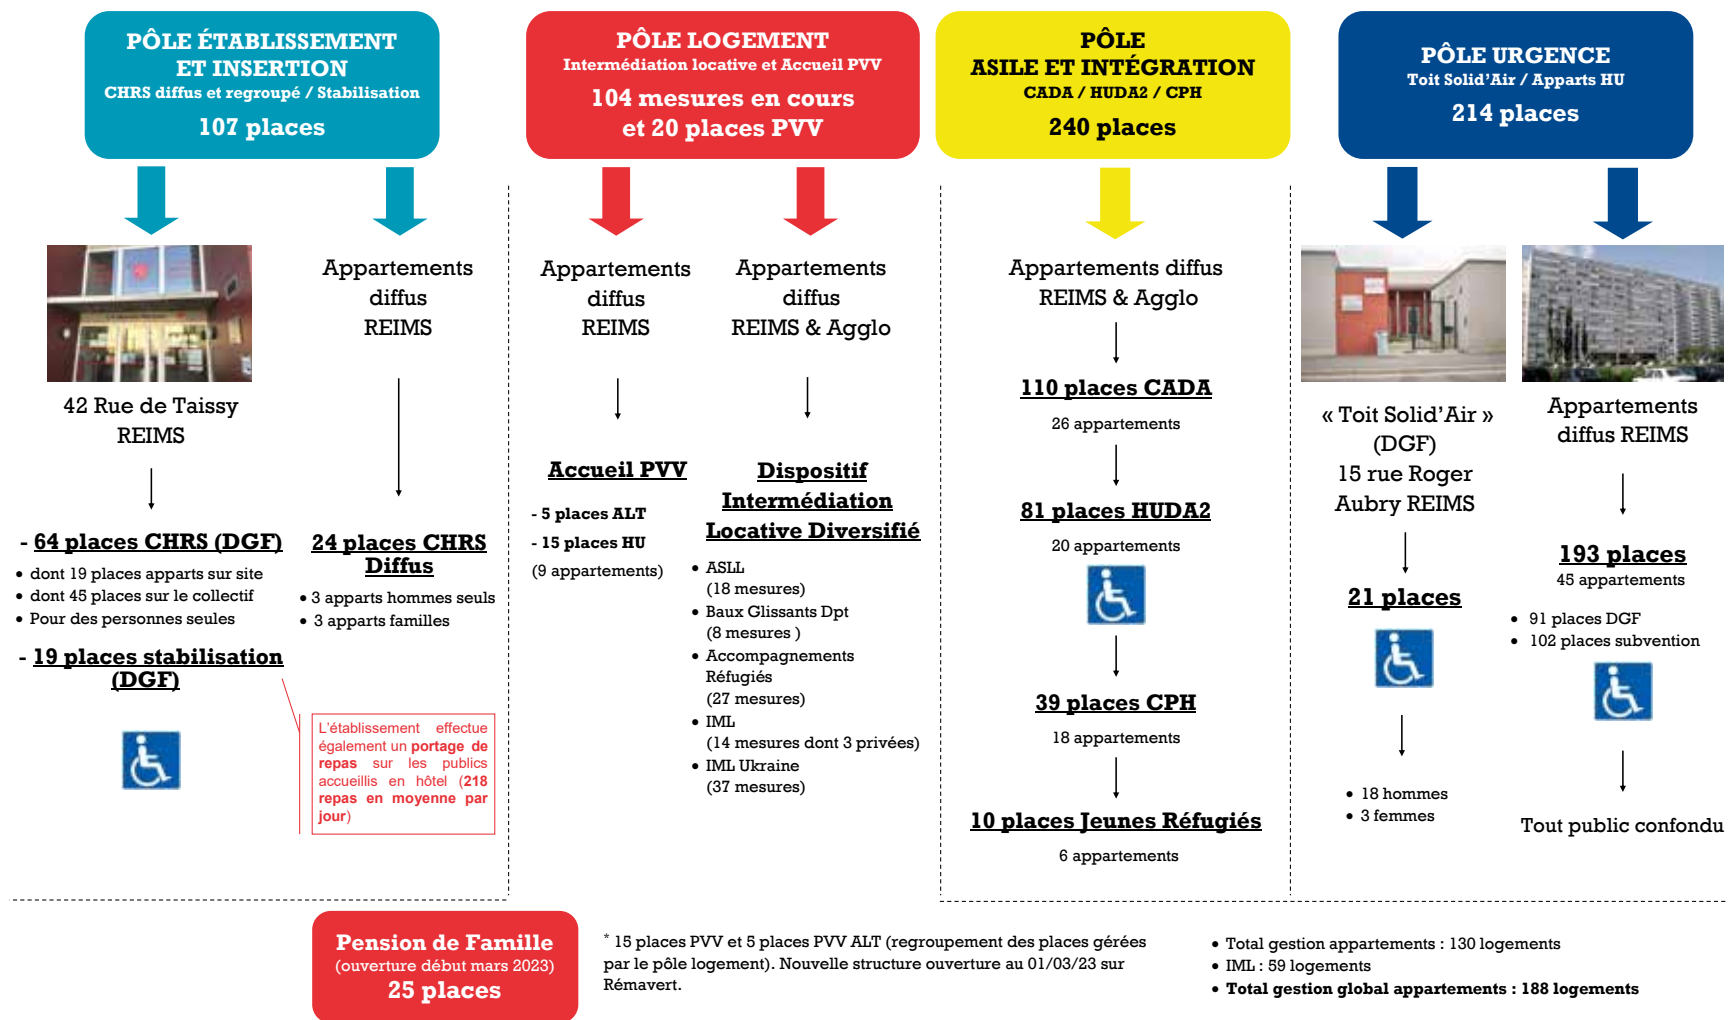 PÔLE ÉTABLISSEMENT
ET INSERTION
CHRS diffus et regroupé / Stabilisation
107 places
PÔLE LOGEMENT
Intermédiation locative et Accueil PVV
104 mesures en cours
et 20 places PVV
PÔLE
ASILE ET INTÉGRATION
CADA / HUDA2 / CPH
240 places
PÔLE URGENCE
Toit Solid'Air / Apparts HU
214 places
42 Rue de Taissy
REIMS
- 64 places CHRS (DGF)
• dont 19 places apparts sur site
• dont 45 places sur le collectif
• Pour des personnes seules
- 19 places stabilisation
(DGF)
Appartements
diffus
REIMS
24 places CHRS
Diffus
• 3 apparts hommes seuls
• 3 apparts familles
L'établissement effectue
également un portage de
repas sur les publics
accueillis en hôtel (218
repas en moyenne par
jour)
Appartements
diffus
REIMS
Accueil PVV
- 5 places ALT
- 15 places HU
(9 appartements)
Appartements
diffus
REIMS & Agglo
Dispositif
Intermédiation
Locative Diversifié
• ASLL
(18 mesures)
• Baux Glissants Dpt
(8 mesures )
• Accompagnements
Réfugiés
(27 mesures)
• IML
(14 mesures dont 3 privées)
• IML Ukraine
(37 mesures)
Appartements diffus
REIMS & Agglo
110 places CADA
26 appartements
81 places HUDA2
20 appartements
39 places CPH
18 appartements
10 places Jeunes Réfugiés
6 appartements
« Toit Solid'Air »
(DGF)
15 rue Roger
Aubry REIMS
21 places
• 18 hommes
• 3 femmes
Appartements
diffus REIMS
193 places
45 appartements
• 91 places DGF
• 102 places subvention
Tout public confondu
Pension de Famille
(ouverture début mars 2023)
25 places
* 15 places PVV et 5 places PVV ALT (regroupement des places gérées
par le pôle logement). Nouvelle structure ouverture au 01/03/23 sur
Rémavert.
• Total gestion appartements : 130 logements
• IML : 59 logements
• Total gestion global appartements : 188 logements